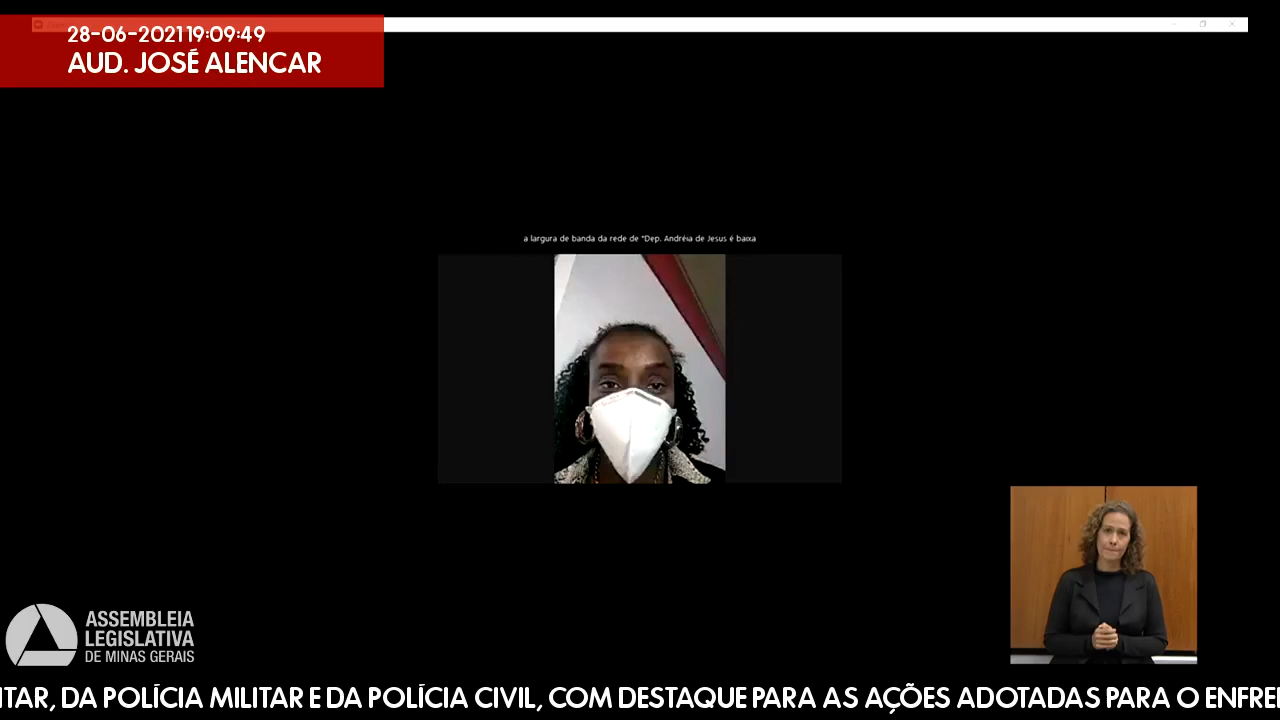 28-06-2021 19:09:49
AUD. JOSÉ ALENCAR
a largura de banda da rede de "Dep. Andréia de Jesus é baixa
ASSEMBLEIA
LEGISLATIVA
DE MINAS GERAIS
ITAR, DA POLÍCIA MILITAR E DA POLÍCIA CIVIL, COM DESTAQUE PARA AS AÇÕES ADOTADAS PARA O ENFRE